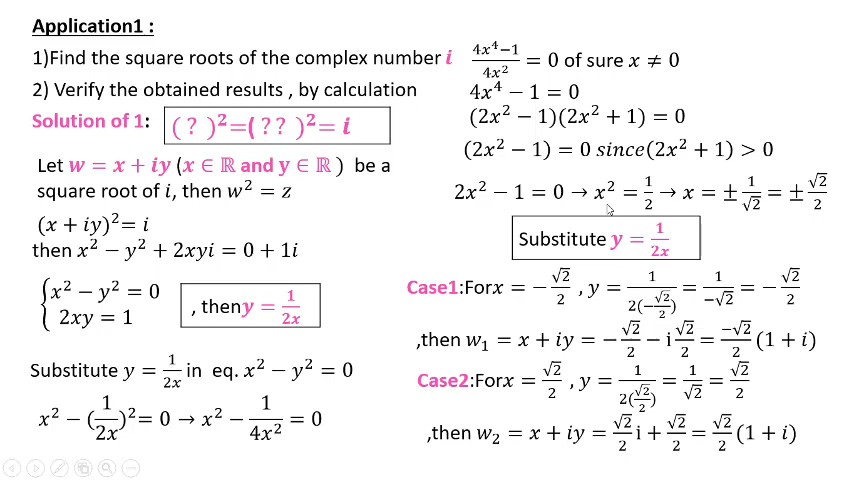 Application1 :
1)Find the square roots of the complex number i
2) Verify the obtained results , by calculation
Solution of 1: ( ? )²=( ?? )²= i
Let w = x + iy (x ∈ ℝ and y ∈ ℝ ) be a
square root of i, then w² = z
(x + iy)²= i
then x² − y² + 2xyi = 0 + 1i
{x² − y² = 0
2xy = 1
, then y = 1/2x
Substitute y = 1/2x in eq. x² − y² = 0
x² − (1/2x)²= 0 → x² − 1/4x² = 0
4x⁴−1/4x² = 0 of sure x ≠ 0
4x⁴ − 1 = 0
(2x² − 1)(2x² + 1) = 0
(2x² − 1) = 0 since(2x² + 1) > 0
2x² − 1 = 0 → x² = 1/2 → x = ± 1/√2 = ± √2/2
Substitute y = 1/2x
Case1:For x = − √2/2 , y = 1/2(−√2/2) = 1/−√2 = − √2/2
,then w₁ = x + iy = − √2/2 − i √2/2 = −√2/2 (1 + i)
Case2:For x = √2/2 , y = 1/2(√2/2) = 1/√2 = √2/2
,then w₂ = x + iy = √2/2 i + √2/2 = √2/2 (1 + i)